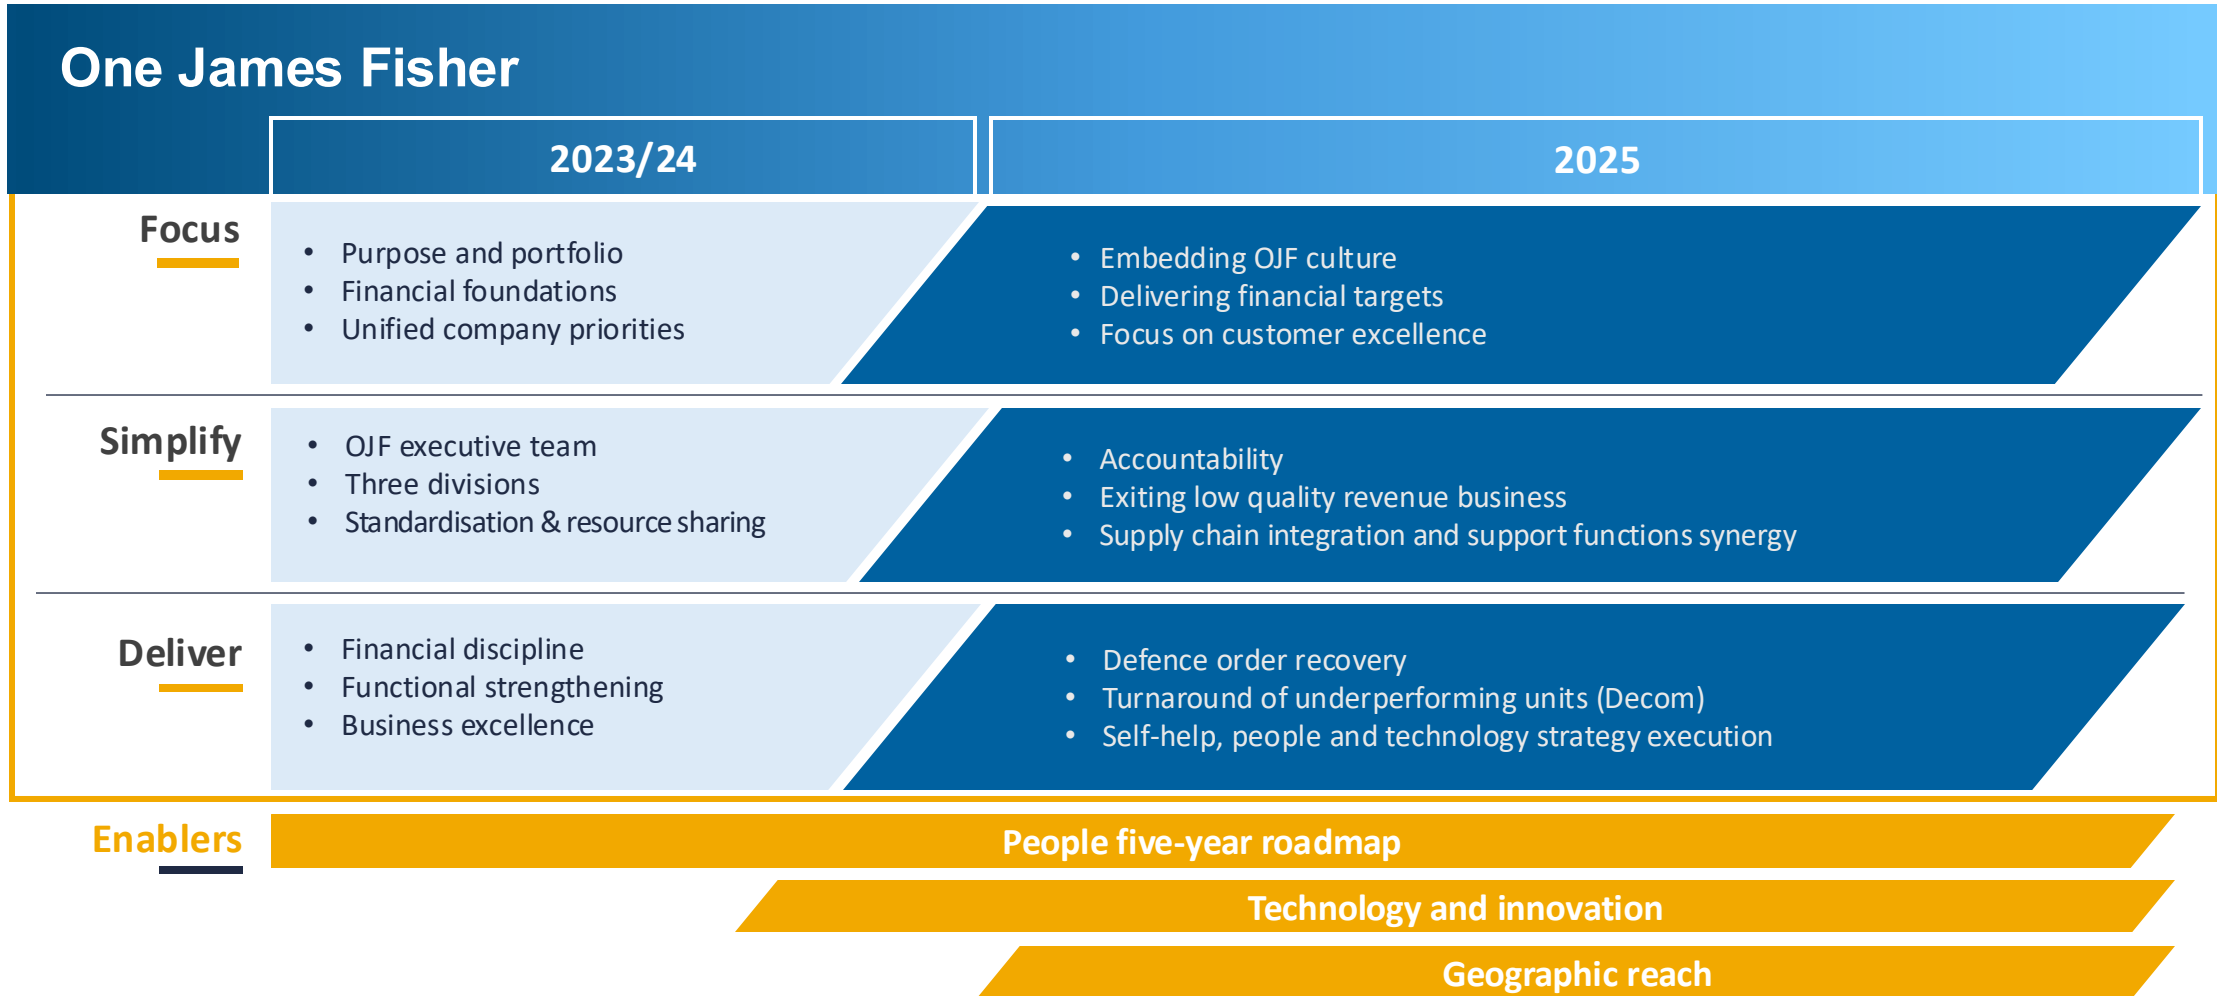 One James Fisher
2023/24
2025
Focus
• Purpose and portfolio
• Financial foundations
• Unified company priorities
• Embedding OJF culture
• Delivering financial targets
• Focus on customer excellence
Simplify
• OJF executive team
• Three divisions
• Standardisation & resource sharing
• Accountability
• Exiting low quality revenue business
• Supply chain integration and support functions synergy
Deliver
• Financial discipline
• Functional strengthening
• Business excellence
• Defence order recovery
• Turnaround of underperforming units (Decom)
• Self-help, people and technology strategy execution
Enablers
People five-year roadmap
Technology and innovation
Geographic reach